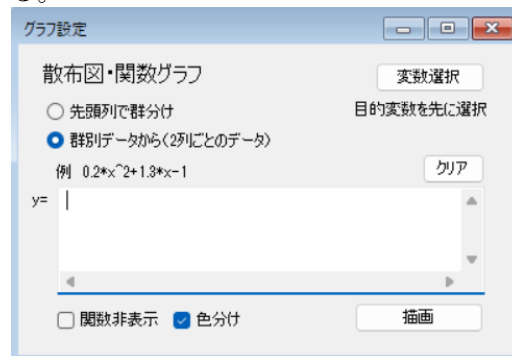 グラフ設定
散布図・関数グラフ
変数選択
先頭列で群分け
目的変数を先に選択
群別データから(2列ごとのデータ)
例 0.2*x^2+1.3*x-1
クリア
y=
関数非表示
色分け
描画